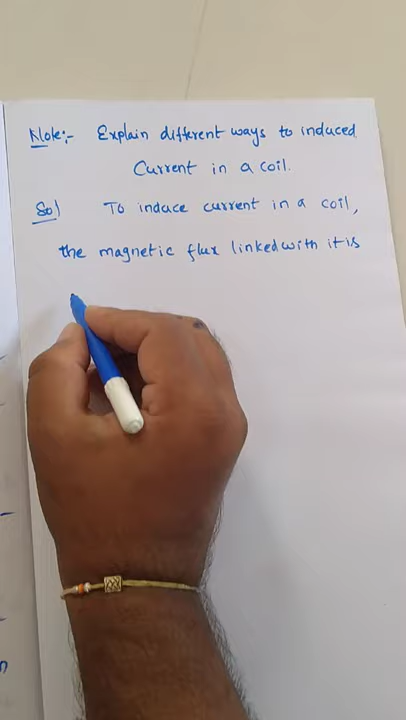 Note:- Explain different ways to induced
Current in a coil.
Sol To induce current in a coil,
the magnetic flux linked with it is